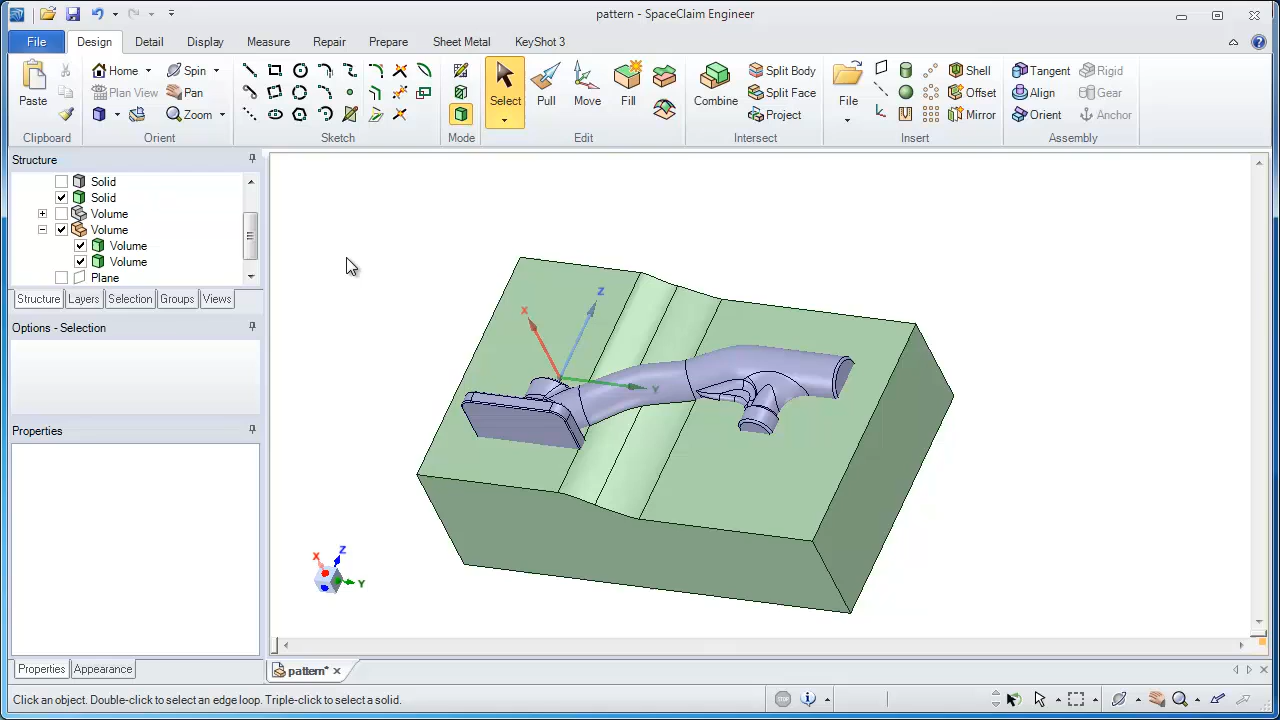 pattern - SpaceClaim Engineer
File Design Detail Display Measure Repair Prepare Sheet Metal KeyShot 3
Paste
Home Spin
Plan View Pan
Zoom
Select Pull Move Fill
Combine
Split Body
Split Face
Project
File
Shell
Offset
Mirror
Tangent Rigid
Align Gear
Orient Anchor
Clipboard Orient Sketch Mode Edit Intersect Insert Assembly
Structure
Solid
Solid
Volume
Volume
Volume
Volume
Plane
Structure Layers Selection Groups Views
Options - Selection
Properties
X Z Y
X Z Y
Properties Appearance
pattern*
Click an object. Double-click to select an edge loop. Triple-click to select a solid.